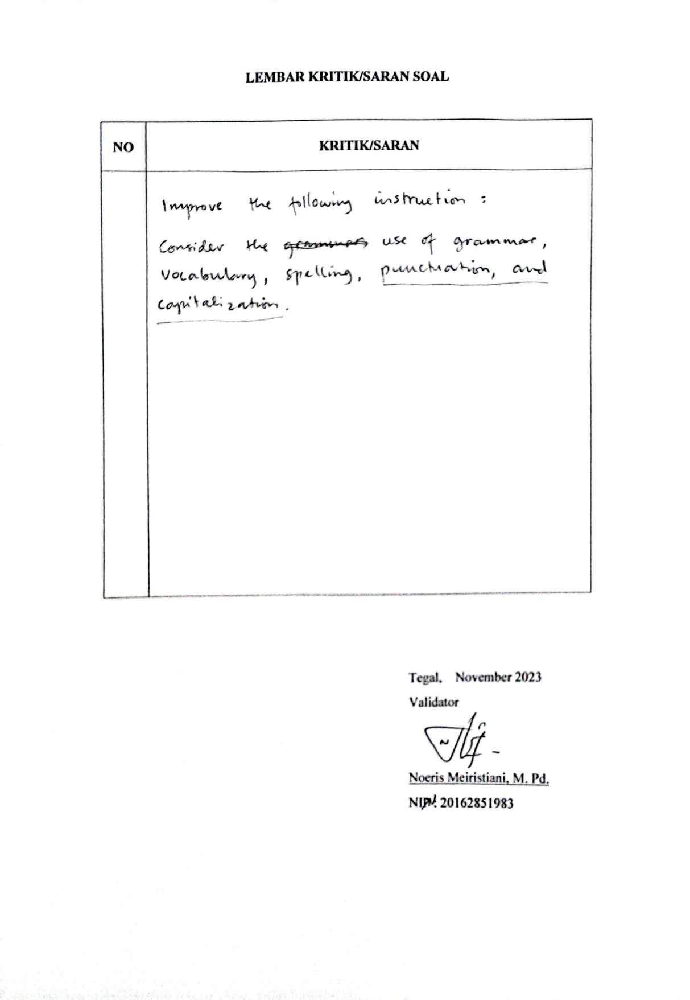 LEMBAR KRITIK/SARAN SOAL
NO KRITIK/SARAN
Improve the following instruction :
Consider the grammar use of grammar,
vocabulary, spelling, punctuation, and
capitalization.
Tegal, November 2023
Validator
Noeris Meiristiani, M. Pd.
NIPY. 20162851983